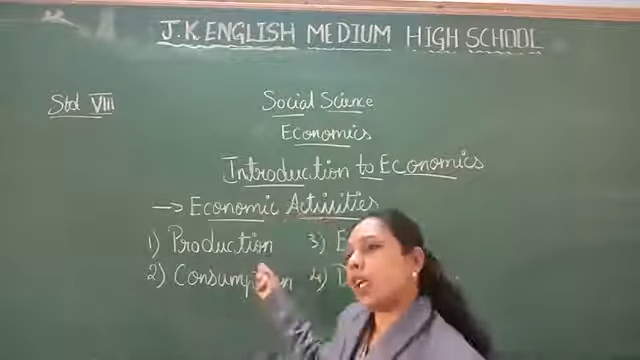 J.K ENGLISH MEDIUM HIGH SCHOOL
Std VIII
Social Science
Economics
Introduction to Economics
→ Economic Activities
1) Production 3)
2) Consumption 4)